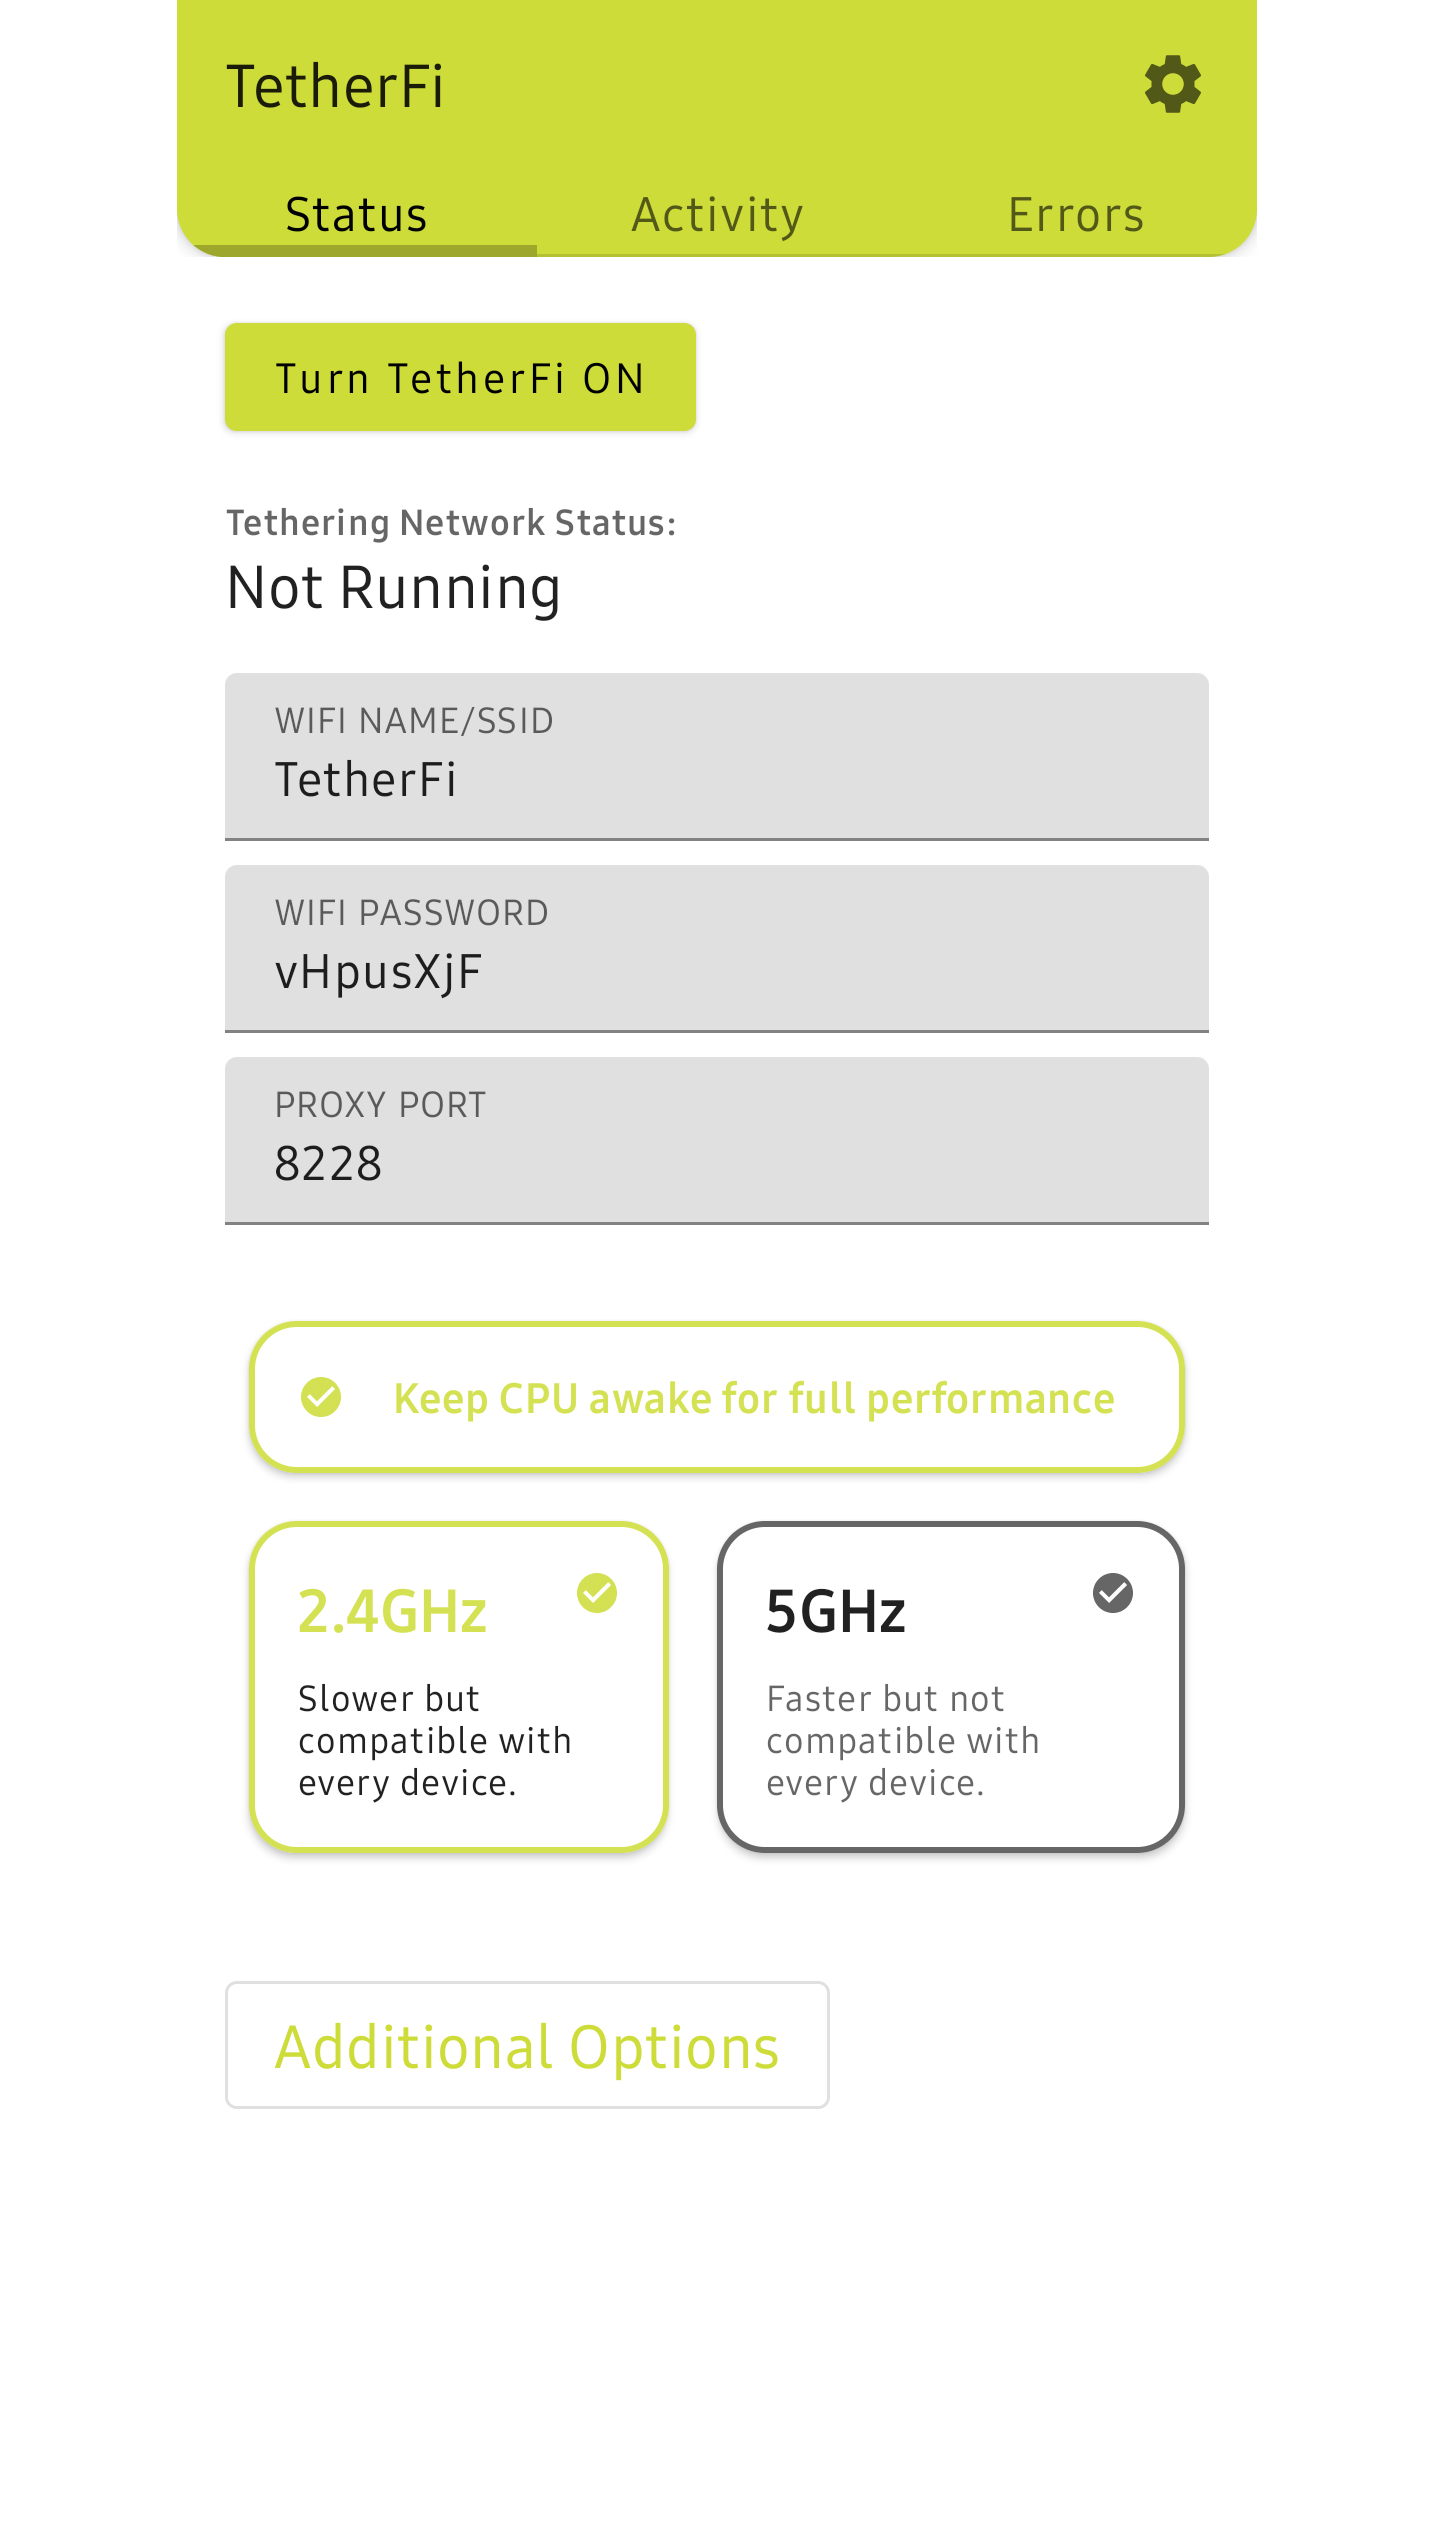 TetherFi
Status Activity Errors
Turn TetherFi ON
Tethering Network Status:
Not Running
WIFI NAME/SSID
TetherFi
WIFI PASSWORD
vHpusXjF
PROXY PORT
8228
Keep CPU awake for full performance
2.4GHz
Slower but
compatible with
every device.
5GHz
Faster but not
compatible with
every device.
Additional Options